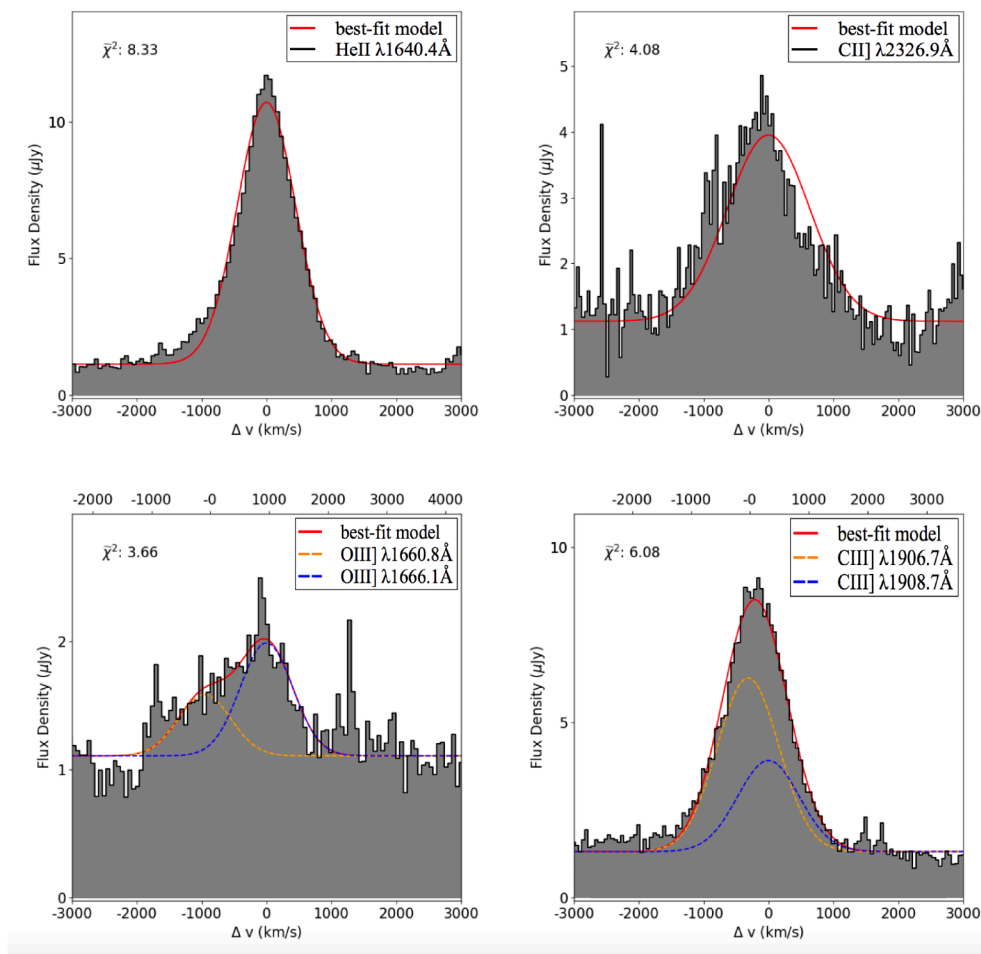 χ̃²: 8.33
best-fit model
HeII λ1640.4Å
10
5
0
Flux Density (μJy)
-3000 -2000 -1000 0 1000 2000 3000
Δ v (km/s)
χ̃²: 4.08
best-fit model
CII] λ2326.9Å
5
4
3
2
1
0
Flux Density (μJy)
-3000 -2000 -1000 0 1000 2000 3000
Δ v (km/s)
-2000 -1000 -0 1000 2000 3000 4000
χ̃²: 3.66
best-fit model
OIII] λ1660.8Å
OIII] λ1666.1Å
2
1
0
Flux Density (μJy)
-3000 -2000 -1000 0 1000 2000 3000
Δ v (km/s)
-2000 -1000 -0 1000 2000 3000
χ̃²: 6.08
best-fit model
CIII] λ1906.7Å
CIII] λ1908.7Å
10
5
0
Flux Density (μJy)
-3000 -2000 -1000 0 1000 2000 3000
Δ v (km/s)